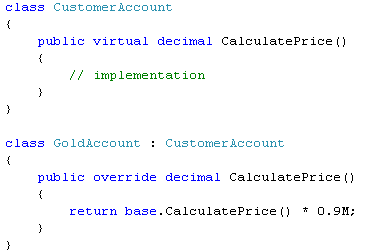 class CustomerAccount
{
    public virtual decimal CalculatePrice()
    {
        // implementation
    }
}

class GoldAccount : CustomerAccount
{
    public override decimal CalculatePrice()
    {
        return base.CalculatePrice() * 0.9M;
    }
}